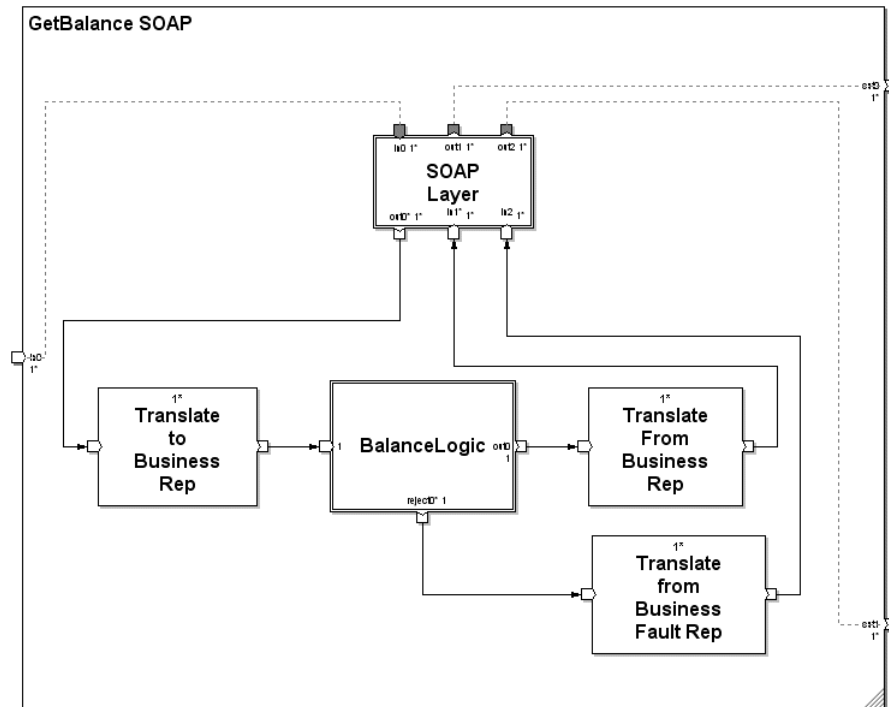 GetBalance SOAP
out0
1*
in0 1*
out1 1*
out2 1*
SOAP
Layer
out0* 1*
in1* 1*
in2 1*
in0
1*
1*
Translate
to
Business
Rep
1
BalanceLogic
out0
1
reject0* 1
1*
Translate
From
Business
Rep
1*
Translate
from
Business
Fault Rep
out1
1*